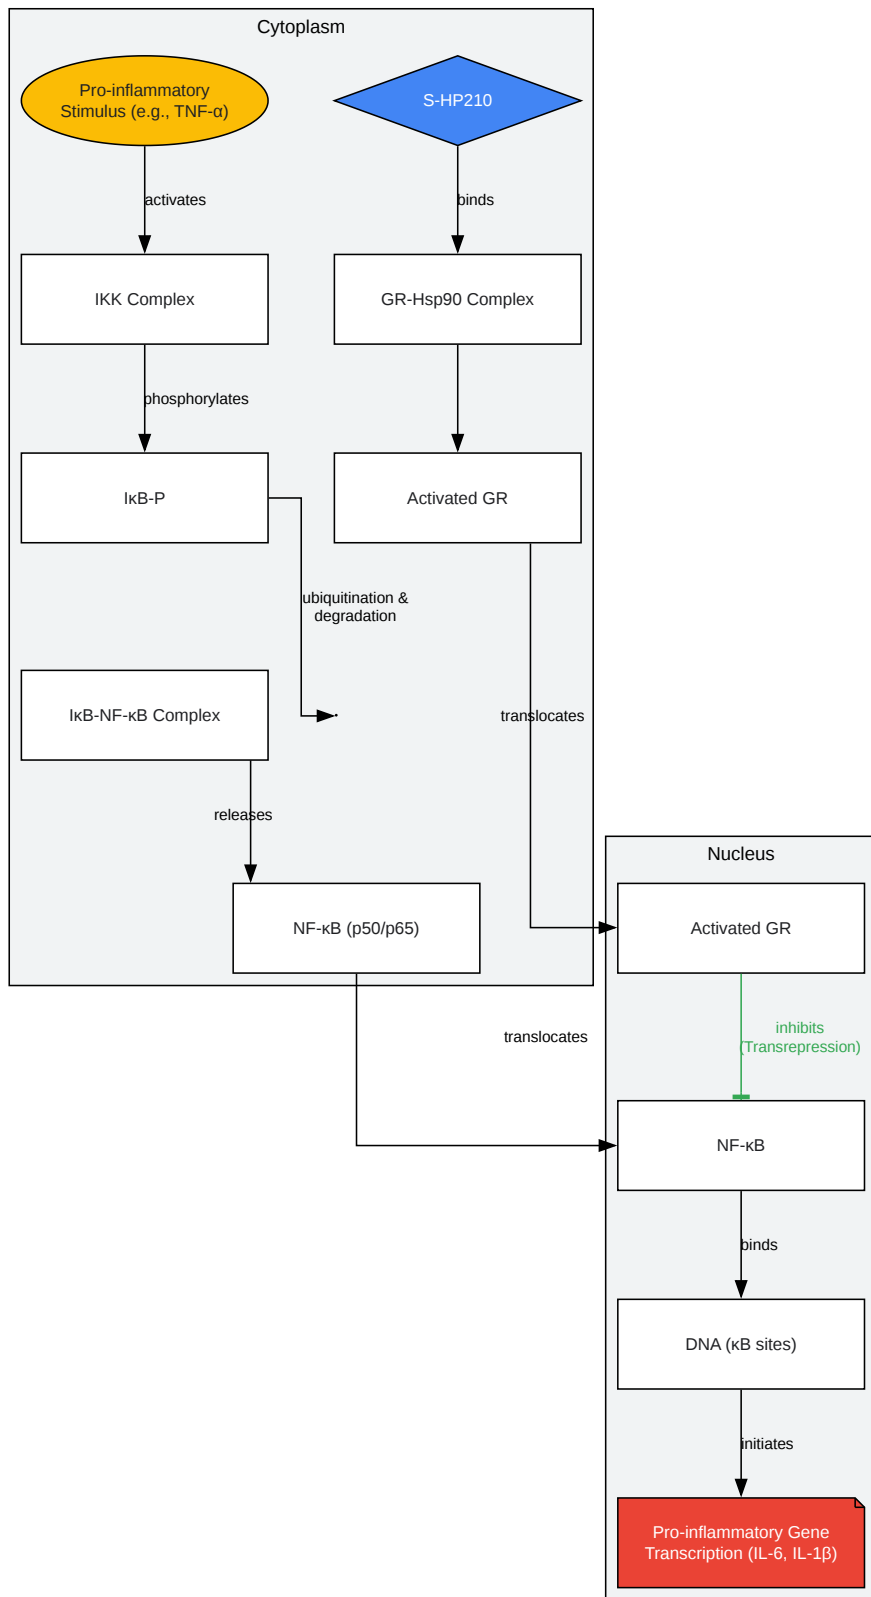 Cytoplasm
Pro-inflammatory
Stimulus (e.g., TNF-α)
S-HP210
activates
binds
IKK Complex
GR-Hsp90 Complex
phosphorylates
IκB-P
Activated GR
ubiquitination &
degradation
IκB-NF-κB Complex
translocates
releases
NF-κB (p50/p65)
Nucleus
Activated GR
translocates
inhibits
(Transrepression)
NF-κB
binds
DNA (κB sites)
initiates
Pro-inflammatory Gene
Transcription (IL-6, IL-1β)